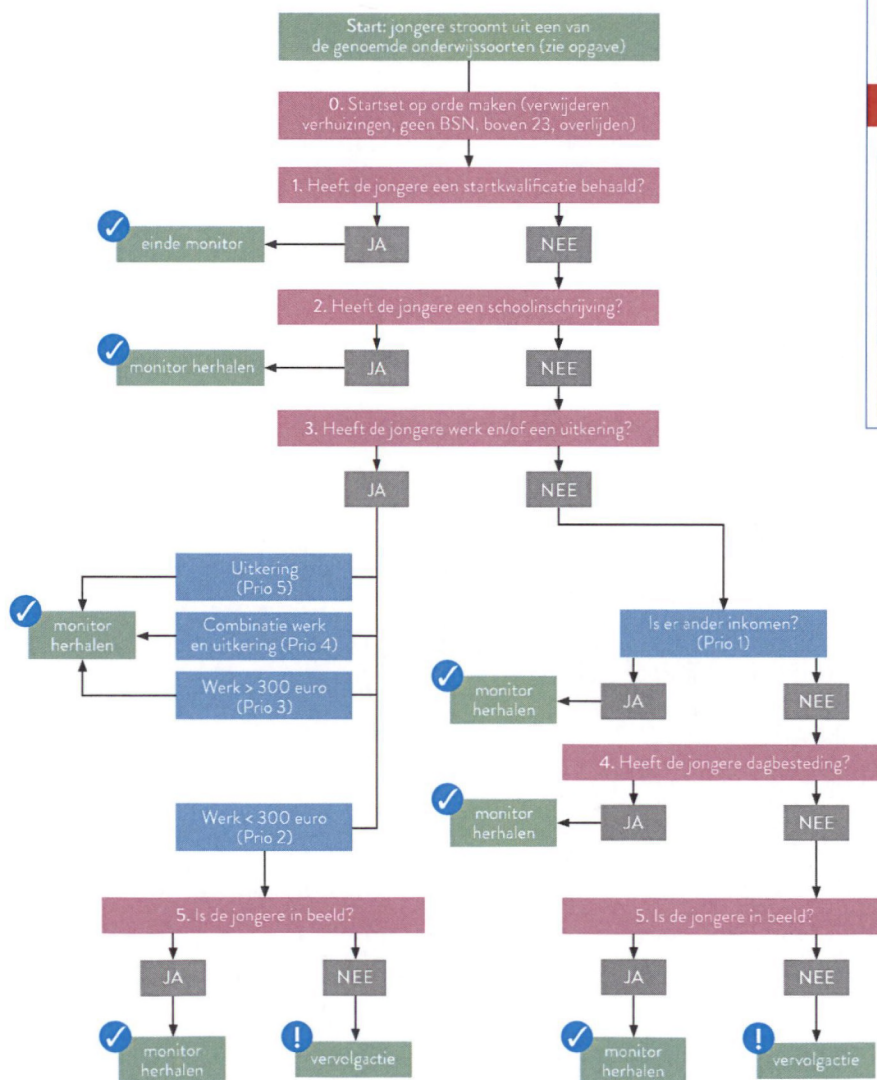 Start: jongere stroomt uit een van
de genoemde onderwijssoorten (zie opgave)
0. Startset op orde maken (verwijderen
verhuizingen, geen BSN, boven 23, overlijden)
1. Heeft de jongere een startkwalificatie behaald?
einde monitor
JA
NEE
2. Heeft de jongere een schoolinschrijving?
monitor herhalen
JA
NEE
3. Heeft de jongere werk en/of een uitkering?
JA
NEE
Uitkering
(Prio 5)
monitor
herhalen
Combinatie werk
en uitkering (Prio 4)
Werk > 300 euro
(Prio 3)
Is er ander inkomen?
(Prio 1)
monitor
herhalen
JA
NEE
4. Heeft de jongere dagbesteding?
monitor
herhalen
JA
NEE
Werk < 300 euro
(Prio 2)
5. Is de jongere in beeld?
JA
NEE
monitor
herhalen
vervolgactie
5. Is de jongere in beeld?
JA
NEE
monitor
herhalen
vervolgactie